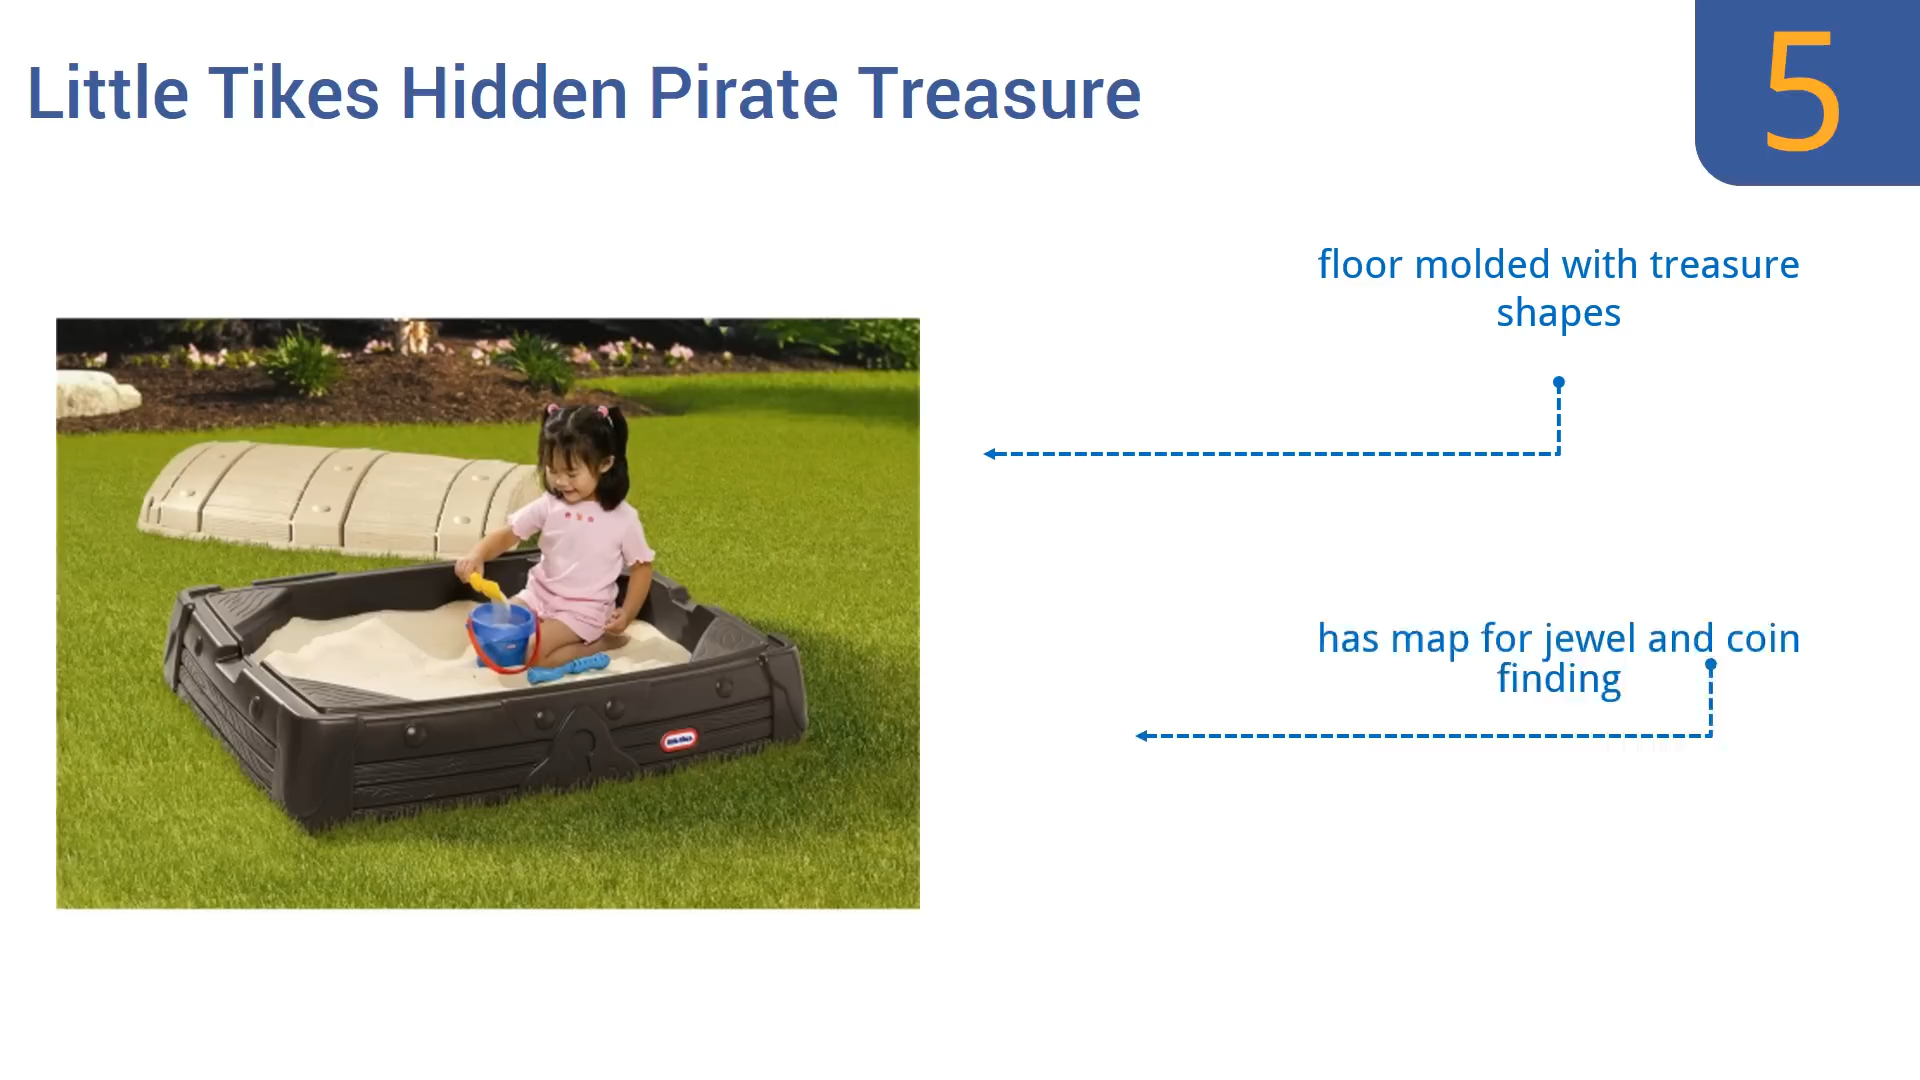 Little Tikes Hidden Pirate Treasure
5
floor molded with treasure
shapes
has map for jewel and coin
finding